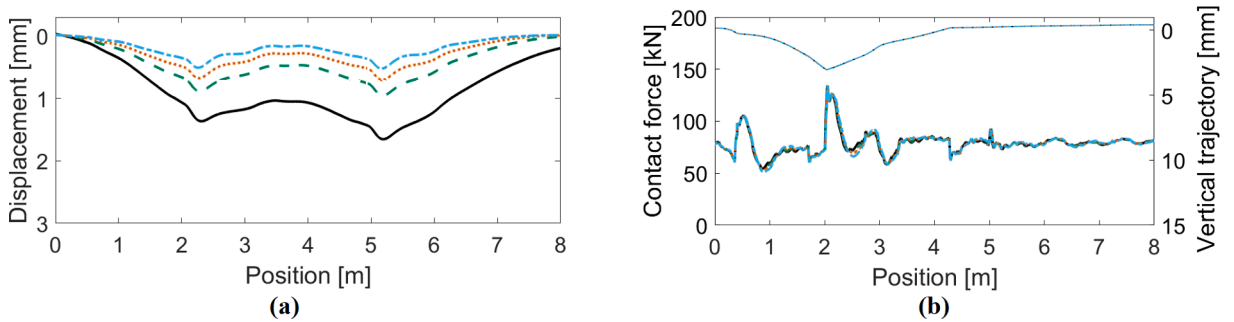 Displacement [mm]
0
1
2
3
0 1 2 3 4 5 6 7 8
Position [m]
(a)
Contact force [kN]
200
150
100
50
0
0 1 2 3 4 5 6 7 8
Position [m]
0
5
10
15
Vertical trajectory [mm]
(b)